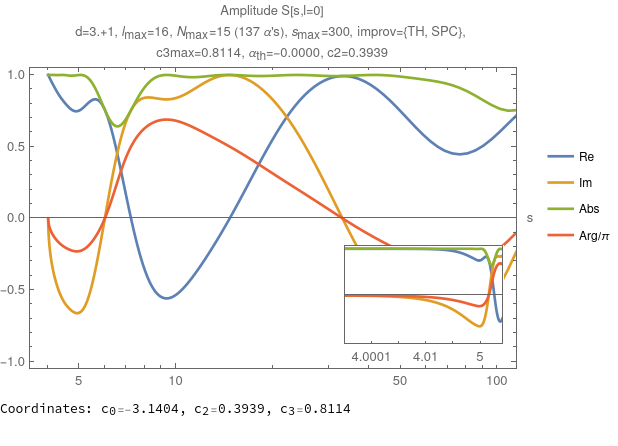 Amplitude S[s,l=0]
d=3.+1, lmax=16, Nmax=15 (137 α's), smax=300, improv={TH, SPC},
c3max=0.8114, αth=−0.0000, c2=0.3939
1.0
0.5
0.0
−0.5
−1.0
5
10
50
100
s
4.0001
4.01
5
Re
Im
Abs
Arg/π
Coordinates: c0=-3.1404, c2=0.3939, c3=0.8114